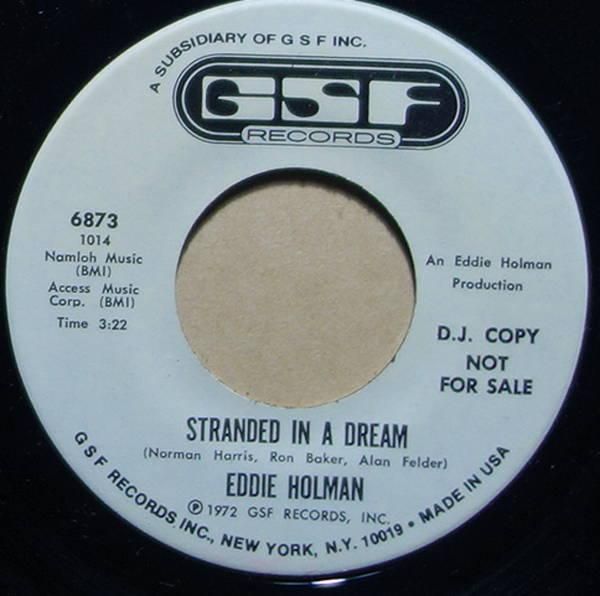 A SUBSIDIARY OF G S F INC.
GSF
RECORDS
6873
1014
Namloh Music
(BMI)
Access Music
Corp. (BMI)
Time 3:22
An Eddie Holman
Production
D.J. COPY
NOT
FOR SALE
STRANDED IN A DREAM
(Norman Harris, Ron Baker, Alan Felder)
EDDIE HOLMAN
℗ 1972 GSF RECORDS, INC.
G S F RECORDS INC., NEW YORK, N.Y. 10019 • MADE IN USA